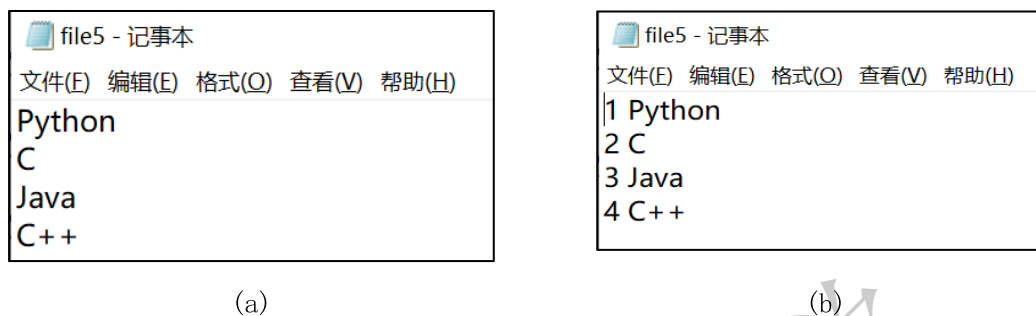 file5 - 记事本
文件(F) 编辑(E) 格式(O) 查看(V) 帮助(H)
Python
C
Java
C++
(a)
file5 - 记事本
文件(F) 编辑(E) 格式(O) 查看(V) 帮助(H)
1 Python
2 C
3 Java
4 C++
(b)